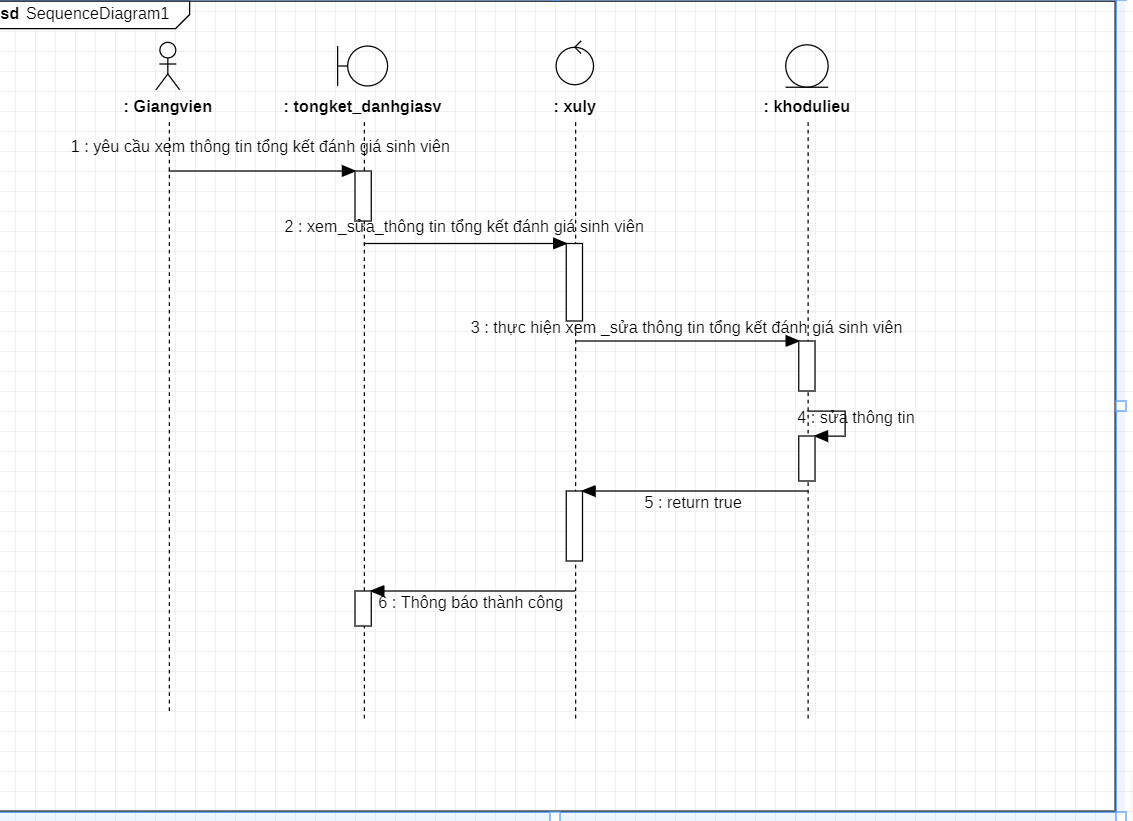 sd SequenceDiagram1
: Giangvien
: tongket_danhgiasv
: xuly
: khodulieu
1 : yêu cầu xem thông tin tổng kết đánh giá sinh viên
2 : xem_sửa_thông tin tổng kết đánh giá sinh viên
3 : thực hiện xem _sửa thông tin tổng kết đánh giá sinh viên
4 : sửa thông tin
5 : return true
6 : Thông báo thành công